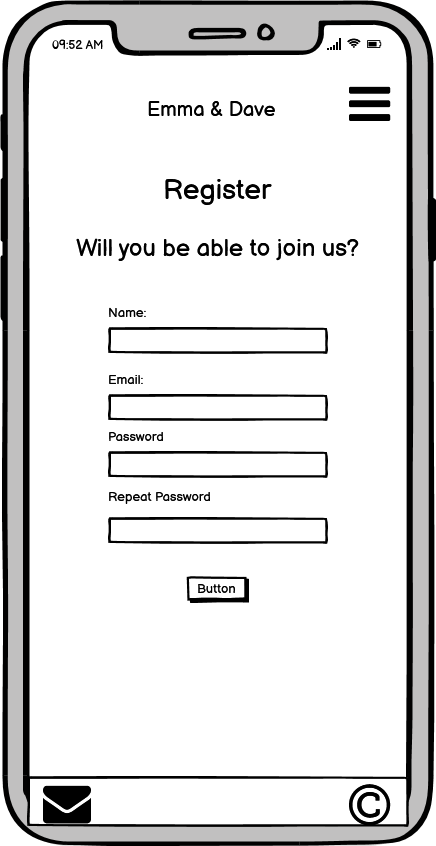 09:52 AM
Emma & Dave
Register
Will you be able to join us?
Name:
Email:
Password
Repeat Password
Button
©